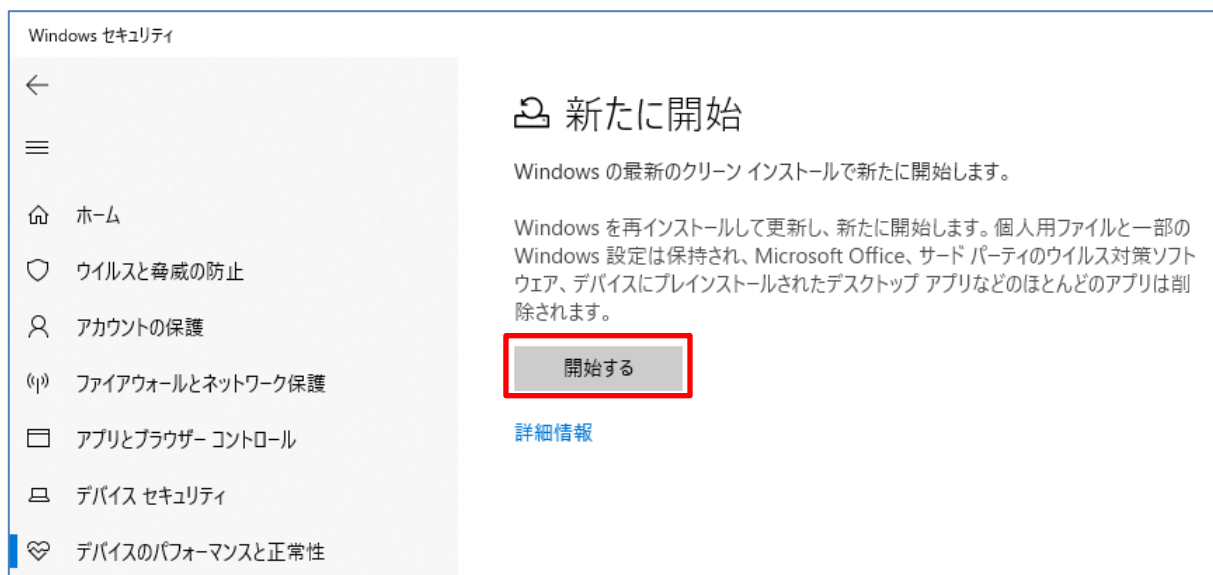 Windows セキュリティ
新たに開始
Windows の最新のクリーン インストールで新たに開始します。
Windows を再インストールして更新し、新たに開始します。個人用ファイルと一部の
Windows 設定は保持され、Microsoft Office、サード パーティのウイルス対策ソフト
ウェア、デバイスにプレインストールされたデスクトップ アプリなどのほとんどのアプリは削
除されます。
開始する
詳細情報
ホーム
ウイルスと脅威の防止
アカウントの保護
ファイアウォールとネットワーク保護
アプリとブラウザー コントロール
デバイス セキュリティ
デバイスのパフォーマンスと正常性